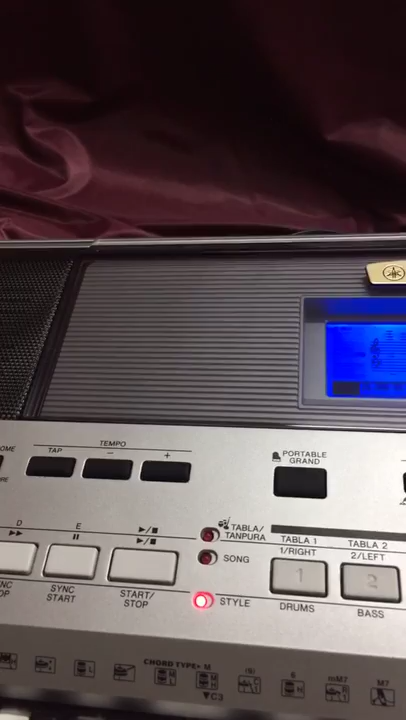 TEMPO
TAP - +
PORTABLE
GRAND
D E ▶/■
▶▶ ❚❚ ▶/■
SYNC
START
START/
STOP
TABLA/
TANPURA
SONG
STYLE
TABLA 1 TABLA 2
1/RIGHT 2/LEFT
1 2
DRUMS BASS
CHORD TYPE▸ M (9) 6 mM7 M7
▼C3